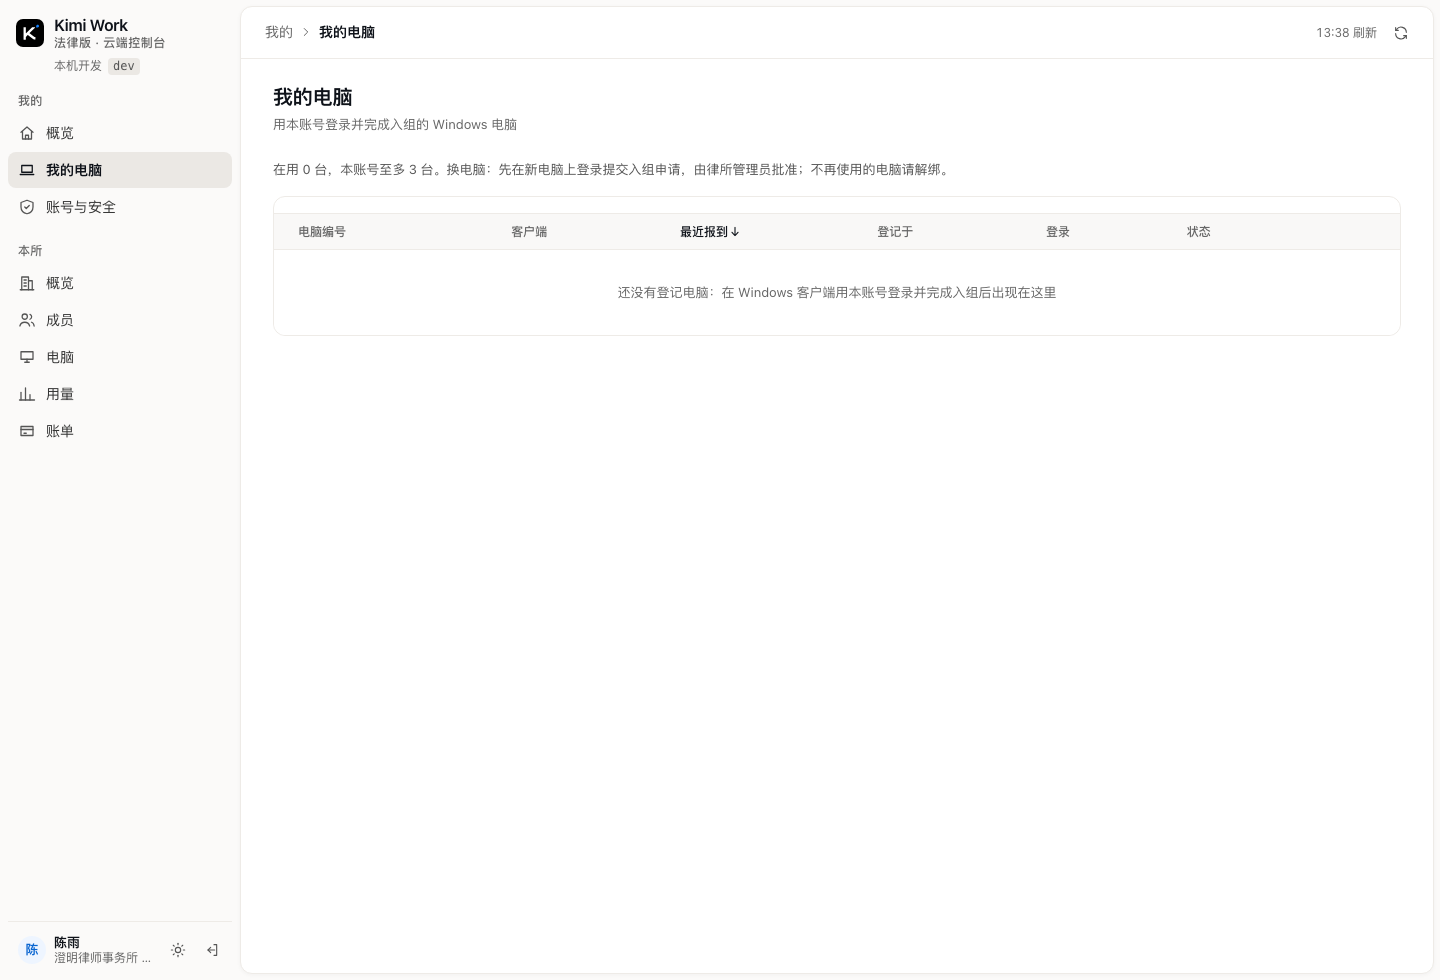 Kimi Work
法律版 · 云端控制台
本机开发 dev
我的
概览
我的电脑
账号与安全
本所
概览
成员
电脑
用量
账单
陈
陈雨
澄明律师事务所 ...
我的 > 我的电脑
13:38 刷新
我的电脑
用本账号登录并完成入组的 Windows 电脑
在用 0 台，本账号至多 3 台。换电脑：先在新电脑上登录提交入组申请，由律所管理员批准；不再使用的电脑请解绑。
电脑编号 客户端 最近报到↓ 登记于 登录 状态
还没有登记电脑：在 Windows 客户端用本账号登录并完成入组后出现在这里